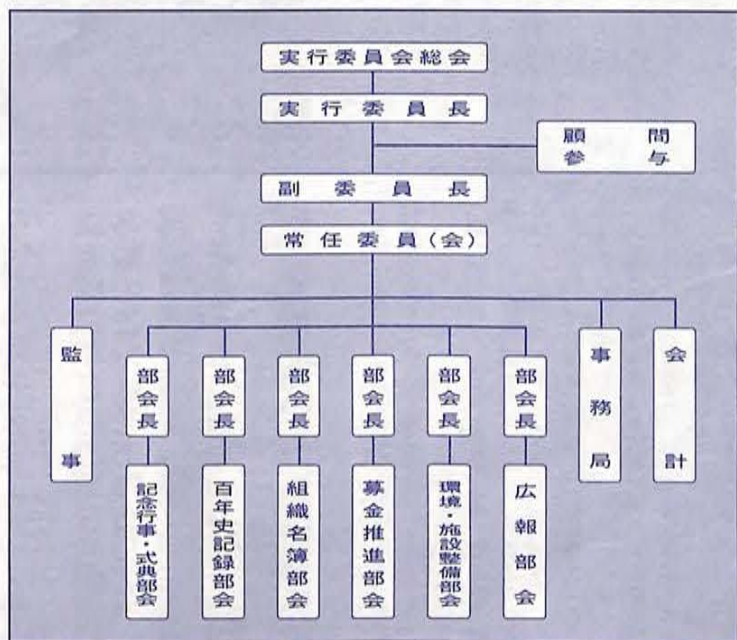 実行委員会総会
実行委員長
顧問
参与
副委員長
常任委員(会)
監事
部会長
部会長
部会長
部会長
部会長
部会長
事務局
会計
記念行事・式典部会
百年史記録部会
組織名簿部会
募金推進部会
環境・施設整備部会
広報部会